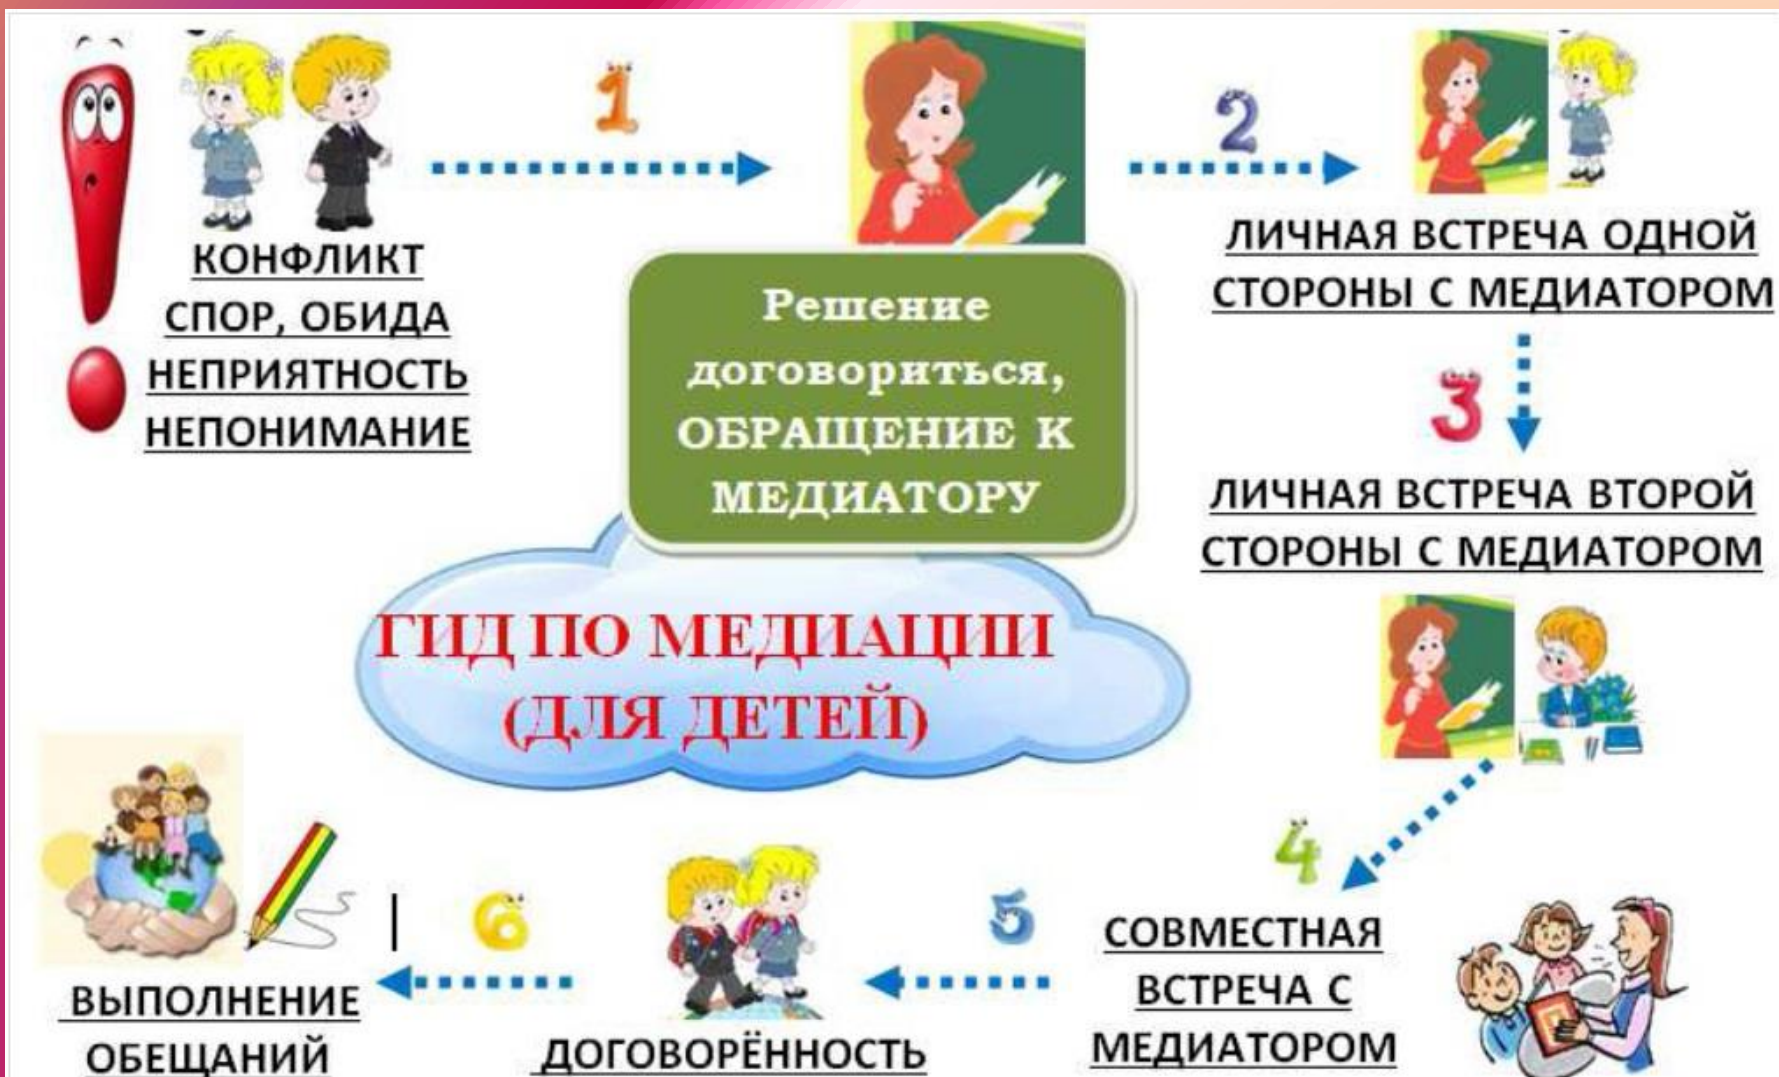 КОНФЛИКТ
СПОР, ОБИДА
НЕПРИЯТНОСТЬ
НЕПОНИМАНИЕ
1
Решение
договориться,
ОБРАЩЕНИЕ К
МЕДИАТОРУ
2
ЛИЧНАЯ ВСТРЕЧА ОДНОЙ
СТОРОНЫ С МЕДИАТОРОМ
3
ЛИЧНАЯ ВСТРЕЧА ВТОРОЙ
СТОРОНЫ С МЕДИАТОРОМ
ГИД ПО МЕДИАЦИИ
(ДЛЯ ДЕТЕЙ)
4
СОВМЕСТНАЯ
ВСТРЕЧА С
МЕДИАТОРОМ
5
ДОГОВОРЁННОСТЬ
6
ВЫПОЛНЕНИЕ
ОБЕЩАНИЙ